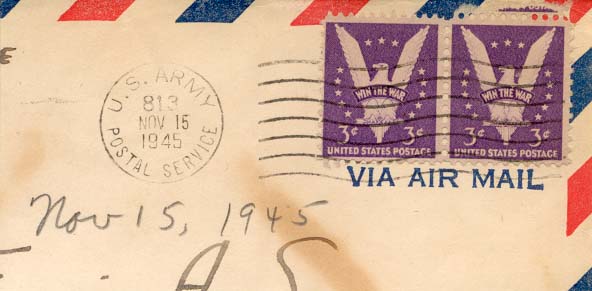 U.S. ARMY
813
NOV 15
1945
POSTAL SERVICE
WIN THE WAR
3¢ 3¢
UNITED STATES POSTAGE
WIN THE WAR
3¢ 3¢
UNITED STATES POSTAGE
VIA AIR MAIL
Nov 15, 1945